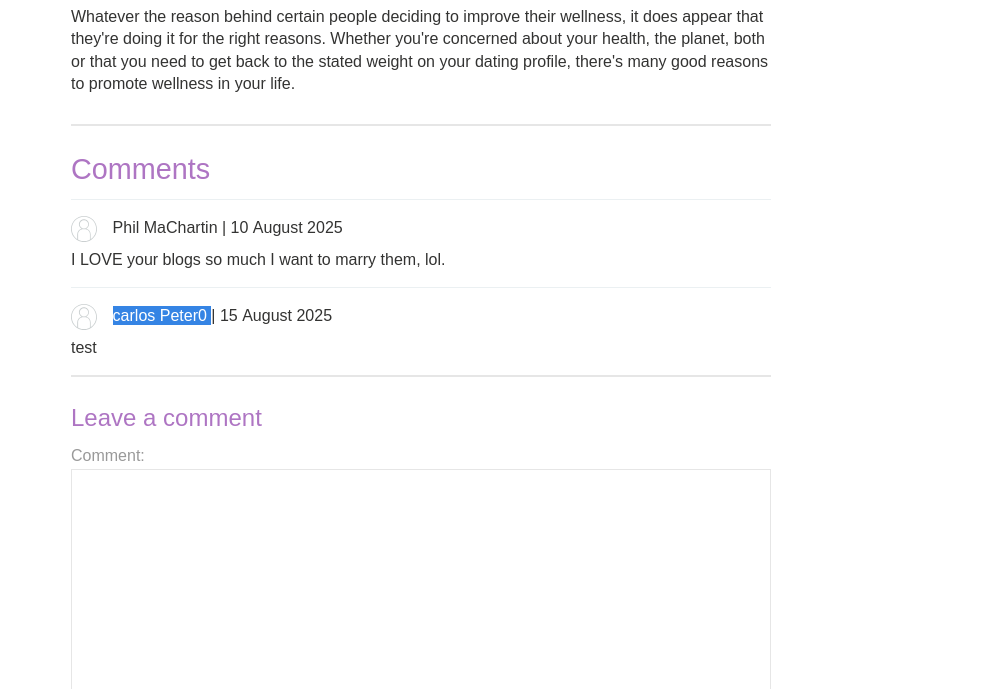 Whatever the reason behind certain people deciding to improve their wellness, it does appear that
they're doing it for the right reasons. Whether you're concerned about your health, the planet, both
or that you need to get back to the stated weight on your dating profile, there's many good reasons
to promote wellness in your life.
Comments
Phil MaChartin | 10 August 2025
I LOVE your blogs so much I want to marry them, lol.
carlos Peter0 | 15 August 2025
test
Leave a comment
Comment: